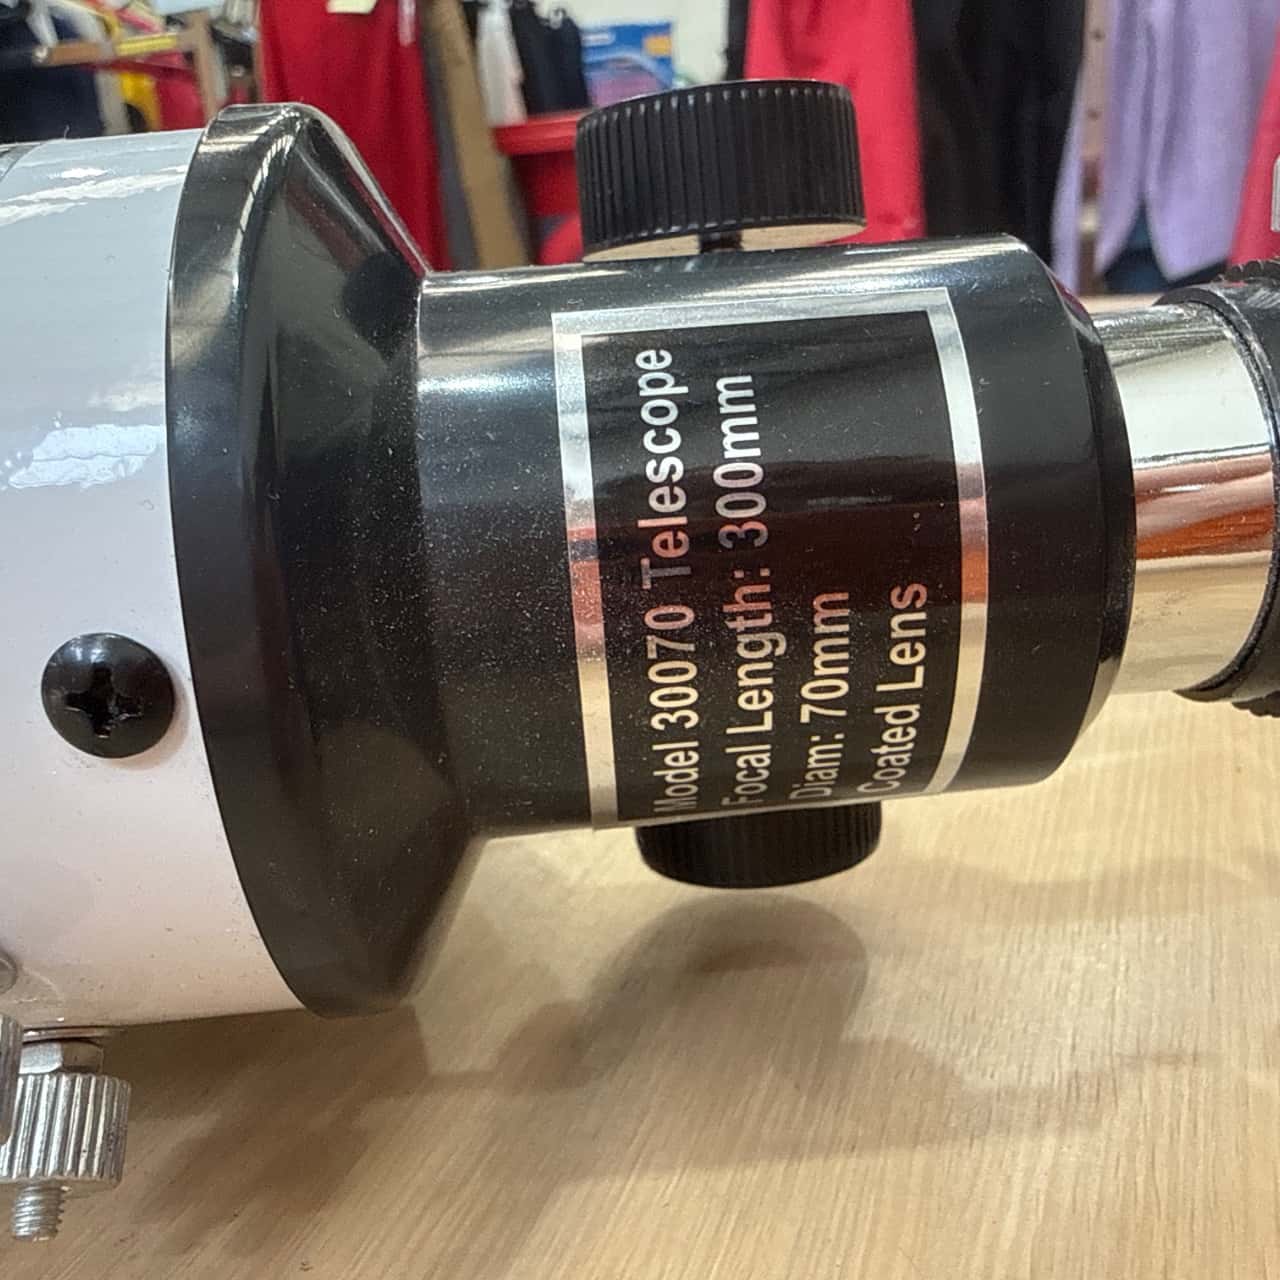 Model 30070 Telescope
Focal Length: 300mm
Diam: 70mm
Coated Lens